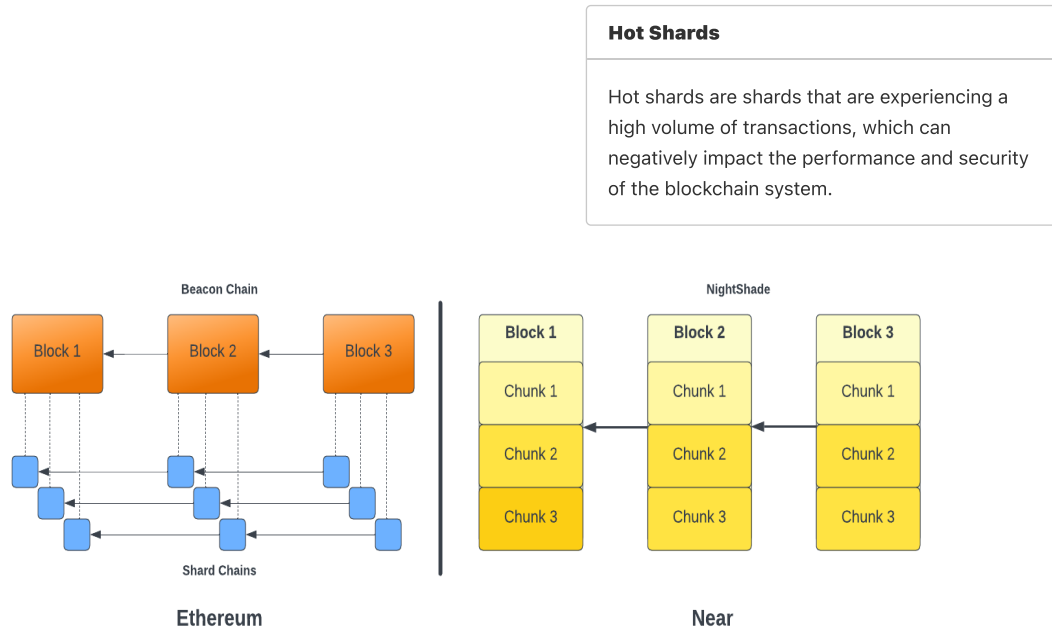 Hot Shards
Hot shards are shards that are experiencing a
high volume of transactions, which can
negatively impact the performance and security
of the blockchain system.
Beacon Chain
Block 1
Block 2
Block 3
Shard Chains
Ethereum
NightShade
Block 1
Block 2
Block 3
Chunk 1
Chunk 1
Chunk 1
Chunk 2
Chunk 2
Chunk 2
Chunk 3
Chunk 3
Chunk 3
Near